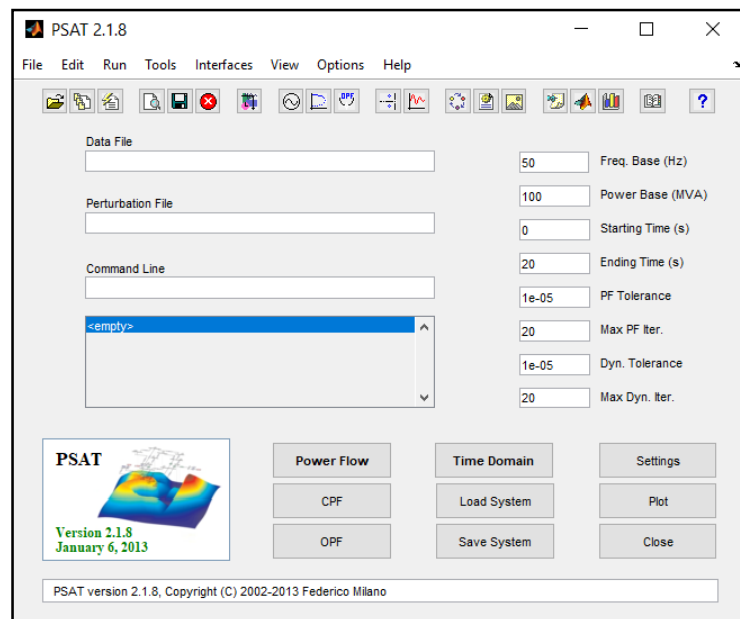 PSAT 2.1.8
File Edit Run Tools Interfaces View Options Help
OPF
?
Data File
50 Freq. Base (Hz)
100 Power Base (MVA)
Perturbation File
0 Starting Time (s)
20 Ending Time (s)
Command Line
1e-05 PF Tolerance
<empty>
20 Max PF Iter.
1e-05 Dyn. Tolerance
20 Max Dyn. Iter.
PSAT
Version 2.1.8
January 6, 2013
Power Flow Time Domain Settings
CPF Load System Plot
OPF Save System Close
PSAT version 2.1.8, Copyright (C) 2002-2013 Federico Milano